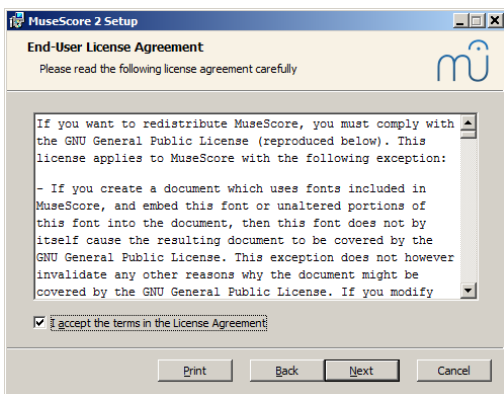 MuseScore 2 Setup
End-User License Agreement
Please read the following license agreement carefully
If you want to redistribute MuseScore, you must comply with
the GNU General Public License (reproduced below). This
license applies to MuseScore with the following exception:
- If you create a document which uses fonts included in
MuseScore, and embed this font or unaltered portions of
this font into the document, then this font does not by
itself cause the resulting document to be covered by the
GNU General Public License. This exception does not however
invalidate any other reasons why the document might be
covered by the GNU General Public License. If you modify
I accept the terms in the License Agreement
Print Back Next Cancel